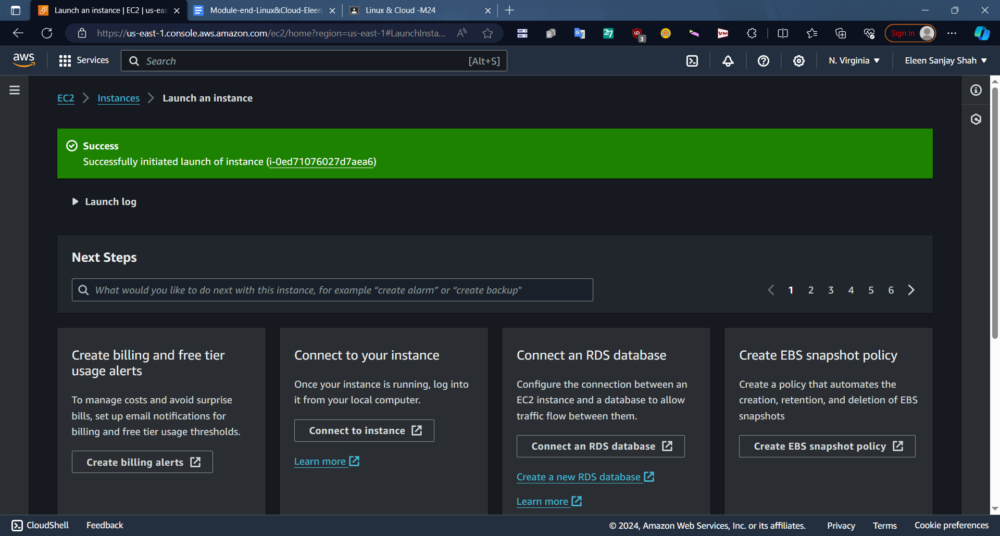 Launch an instance | EC2 | us-eas
Module-end-Linux&Cloud-Eleen
Linux & Cloud -M24
https://us-east-1.console.aws.amazon.com/ec2/home?region=us-east-1#LaunchInsta...
27
UD
3
VM
Sign in
aws
Services
Search
[Alt+S]
N. Virginia
Eleen Sanjay Shah
EC2
Instances
Launch an instance
Success
Successfully initiated launch of instance (i-0ed71076027d7aea6)
Launch log
Next Steps
What would you like to do next with this instance, for example “create alarm” or “create backup"
1 2 3 4 5 6
Create billing and free tier
usage alerts
To manage costs and avoid surprise
bills, set up email notifications for
billing and free tier usage thresholds.
Create billing alerts
Connect to your instance
Once your instance is running, log into
it from your local computer.
Connect to instance
Learn more
Connect an RDS database
Configure the connection between an
EC2 instance and a database to allow
traffic flow between them.
Connect an RDS database
Create a new RDS database
Learn more
Create EBS snapshot policy
Create a policy that automates the
creation, retention, and deletion of EBS
snapshots
Create EBS snapshot policy
CloudShell
Feedback
© 2024, Amazon Web Services, Inc. or its affiliates.
Privacy
Terms
Cookie preferences